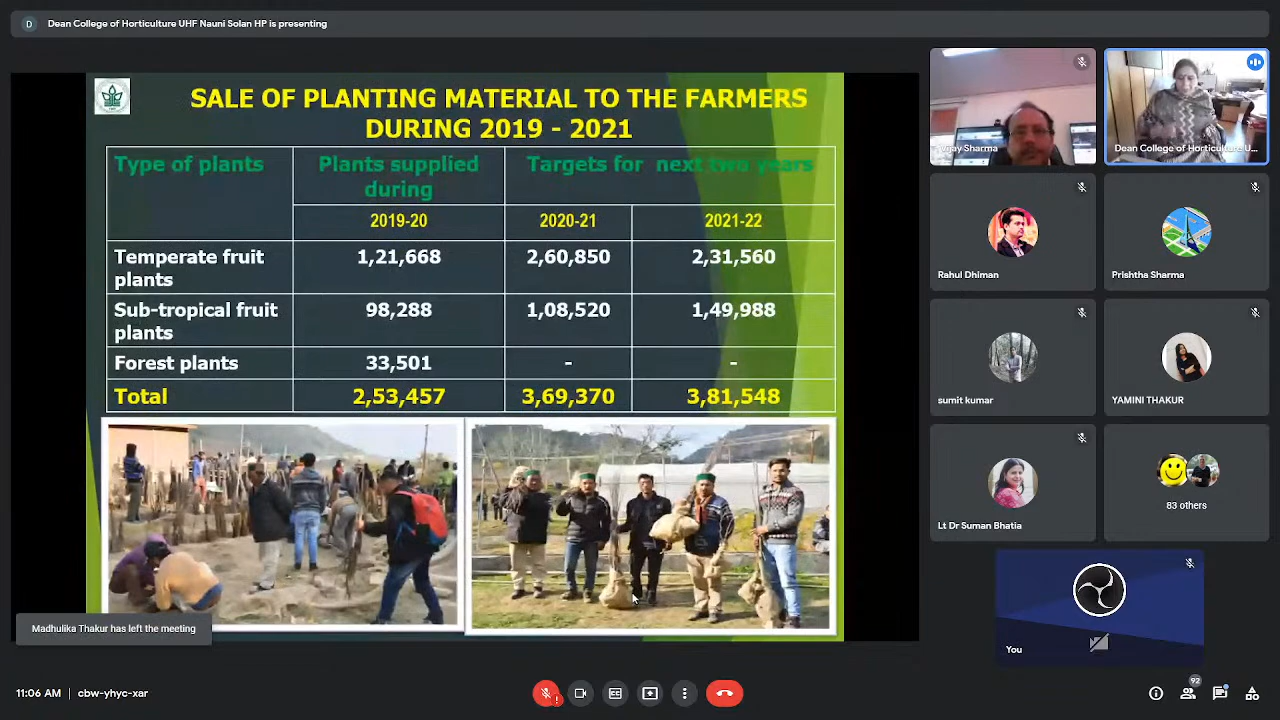 D Dean College of Horticulture UHF Nauni Solan HP is presenting
SALE OF PLANTING MATERIAL TO THE FARMERS
DURING 2019 - 2021
Type of plants
Plants supplied
during
Targets for next two years
2019-20
2020-21
2021-22
Temperate fruit
plants
1,21,668
2,60,850
2,31,560
Sub-tropical fruit
plants
98,288
1,08,520
1,49,988
Forest plants
33,501
-
-
Total
2,53,457
3,69,370
3,81,548
Madhulika Thakur has left the meeting
Vijay Sharma
Dean College of Horticulture U...
Rahul Dhiman
Prishtha Sharma
sumit kumar
YAMINI THAKUR
Lt Dr Suman Bhatia
83 others
You
11:06 AM | cbw-yhyc-xar
92